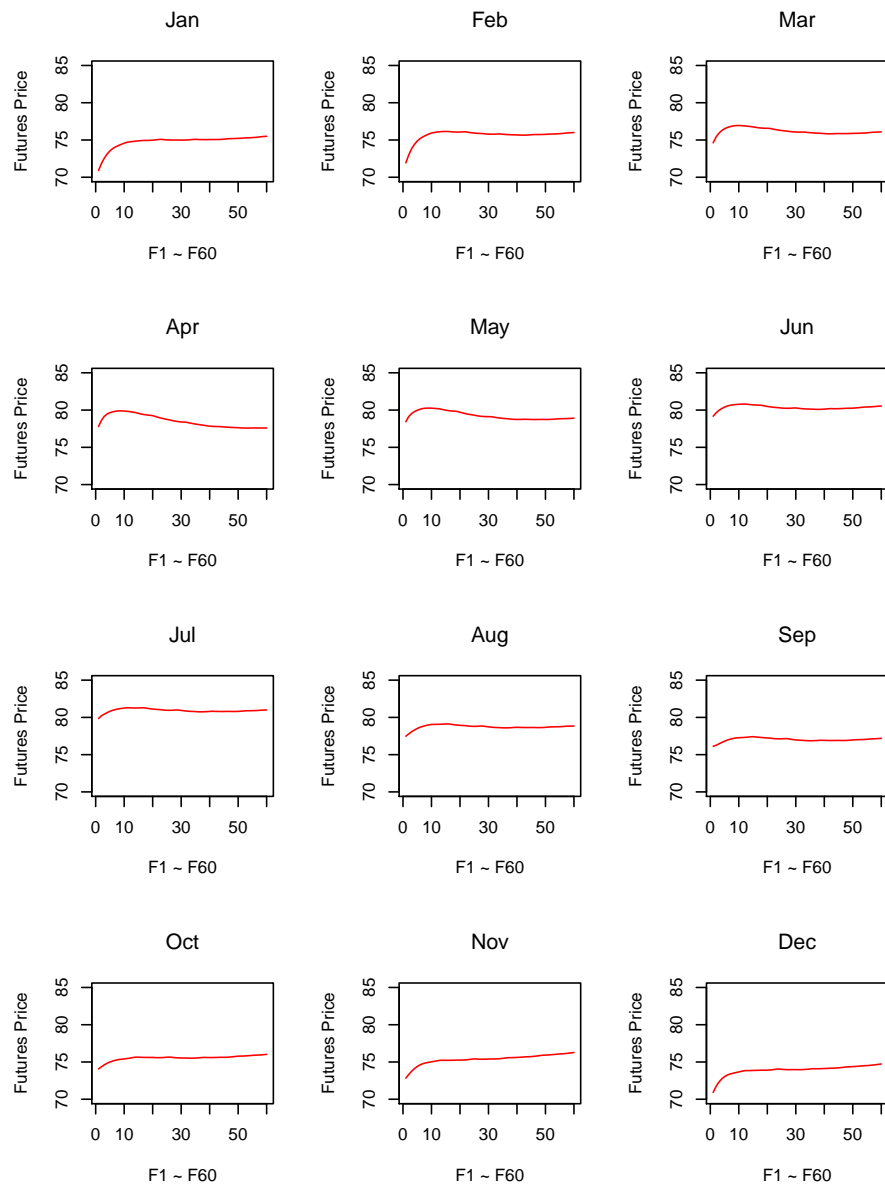 Jan Feb Mar
Futures Price 70 75 80 85 Futures Price 70 75 80 85 Futures Price 70 75 80 85
0 10 30 50 0 10 30 50 0 10 30 50
F1 ~ F60 F1 ~ F60 F1 ~ F60
Apr May Jun
Futures Price 70 75 80 85 Futures Price 70 75 80 85 Futures Price 70 75 80 85
0 10 30 50 0 10 30 50 0 10 30 50
F1 ~ F60 F1 ~ F60 F1 ~ F60
Jul Aug Sep
Futures Price 70 75 80 85 Futures Price 70 75 80 85 Futures Price 70 75 80 85
0 10 30 50 0 10 30 50 0 10 30 50
F1 ~ F60 F1 ~ F60 F1 ~ F60
Oct Nov Dec
Futures Price 70 75 80 85 Futures Price 70 75 80 85 Futures Price 70 75 80 85
0 10 30 50 0 10 30 50 0 10 30 50
F1 ~ F60 F1 ~ F60 F1 ~ F60